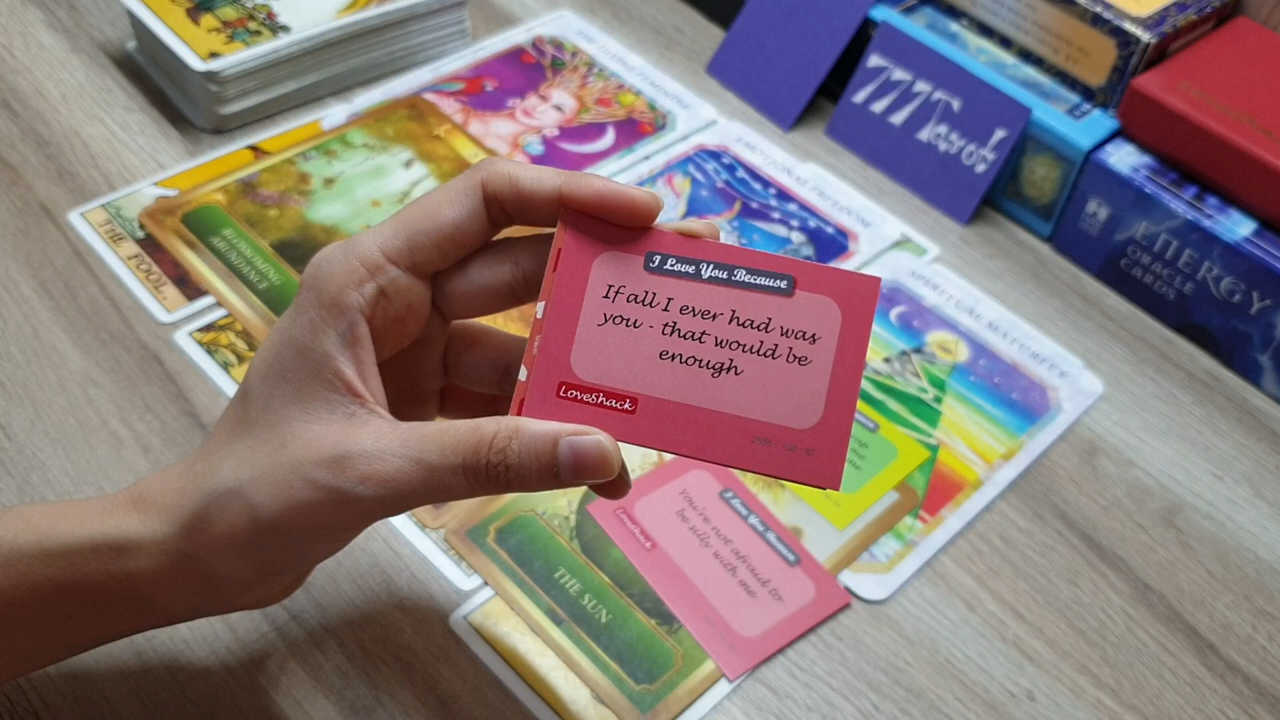 I Love You Because
If all I ever had was
you - that would be
enough
LoveShack
777Tarot
ENERGY
ORACLE
CARDS
EMOTIONAL FREEDOM
SPIRITUAL MATURITY
BLOSSOMING
ABUNDANCE
THE FOOL.
THE SUN
I Love You Because
You're not afraid to
be silly with me
LoveShack